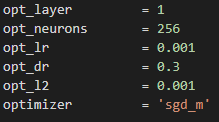 opt_layer = 1
opt_neurons = 256
opt_lr = 0.001
opt_dr = 0.3
opt_l2 = 0.001
optimizer = 'sgd_m'